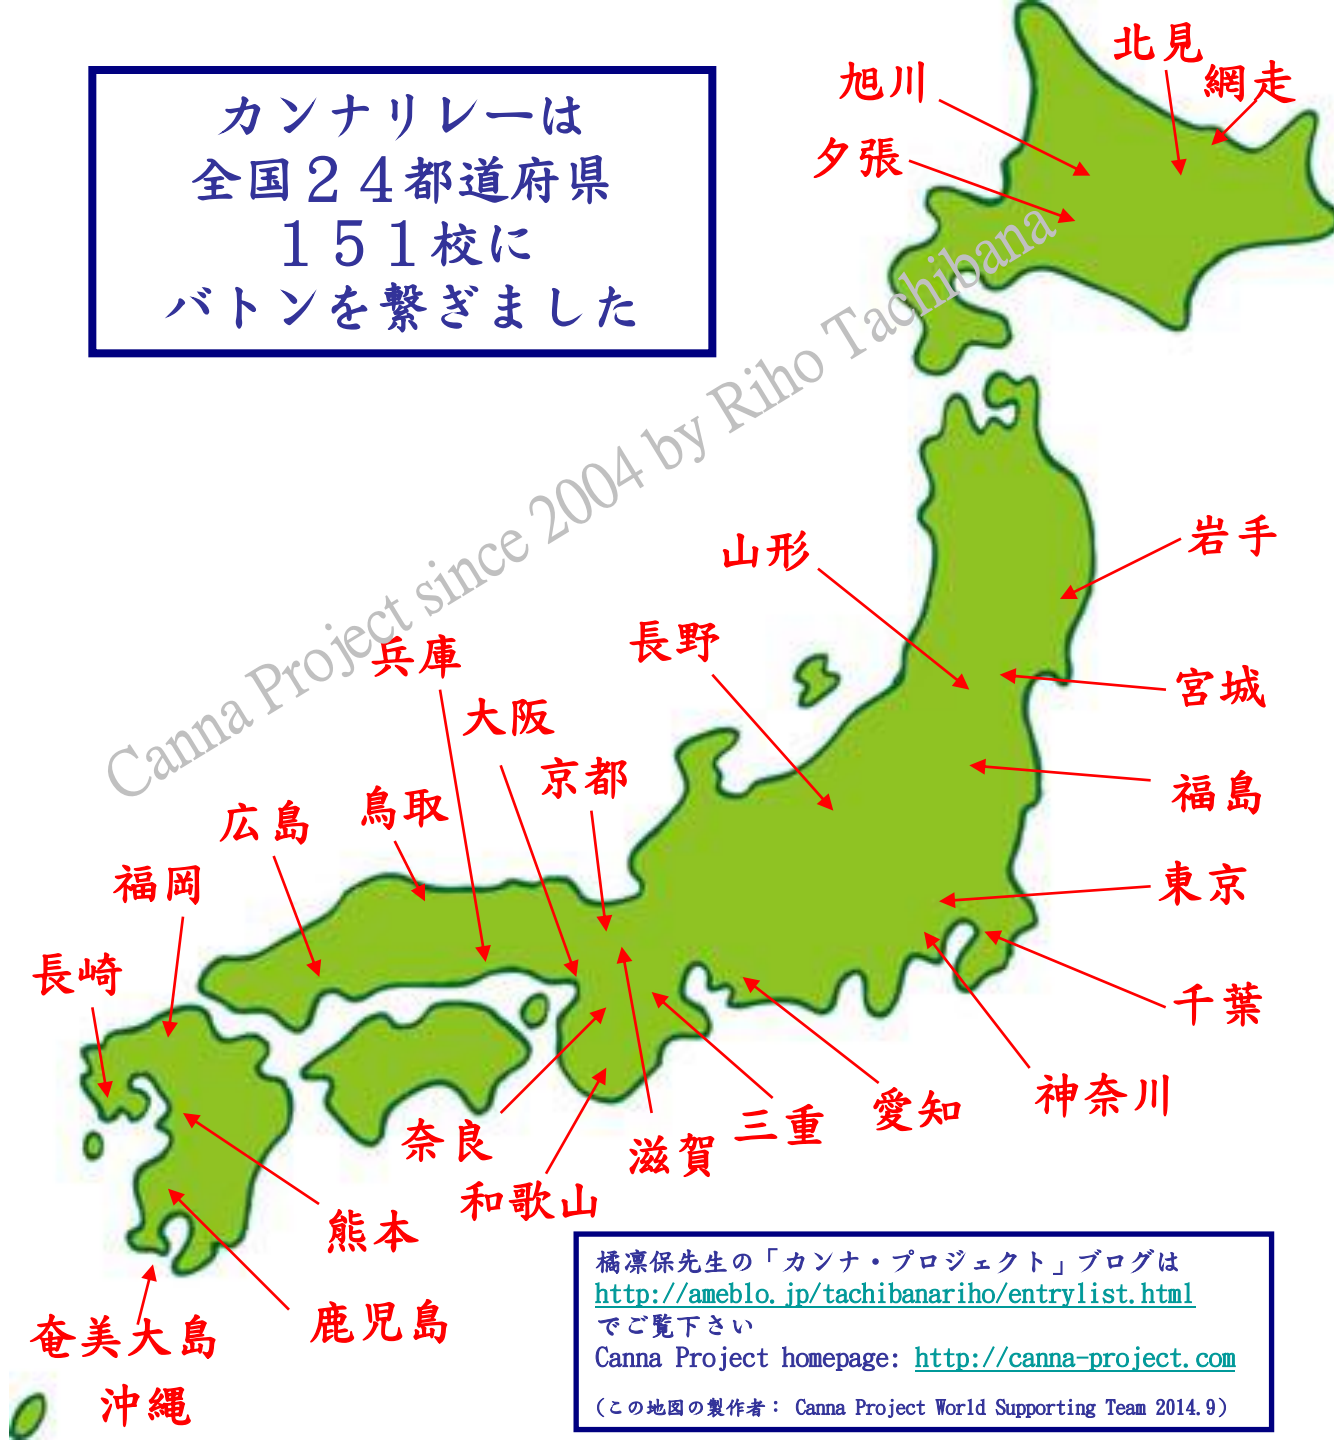 カンナリレーは
全国２４都道府県
１５１校に
バトンを繋ぎました
北見
旭川
網走
夕張
Canna Project since 2004 by Riho Tachibana
岩手
山形
長野
兵庫
宮城
大阪
京都
福島
鳥取
広島
福岡
東京
長崎
千葉
神奈川
愛知
三重
奈良
滋賀
和歌山
熊本
鹿児島
奄美大島
沖縄
橘凛保先生の「カンナ・プロジェクト」ブログは
http://ameblo.jp/tachibanariho/entrylist.html
でご覧下さい
Canna Project homepage: http://canna-project.com
(この地図の製作者： Canna Project World Supporting Team 2014.9)